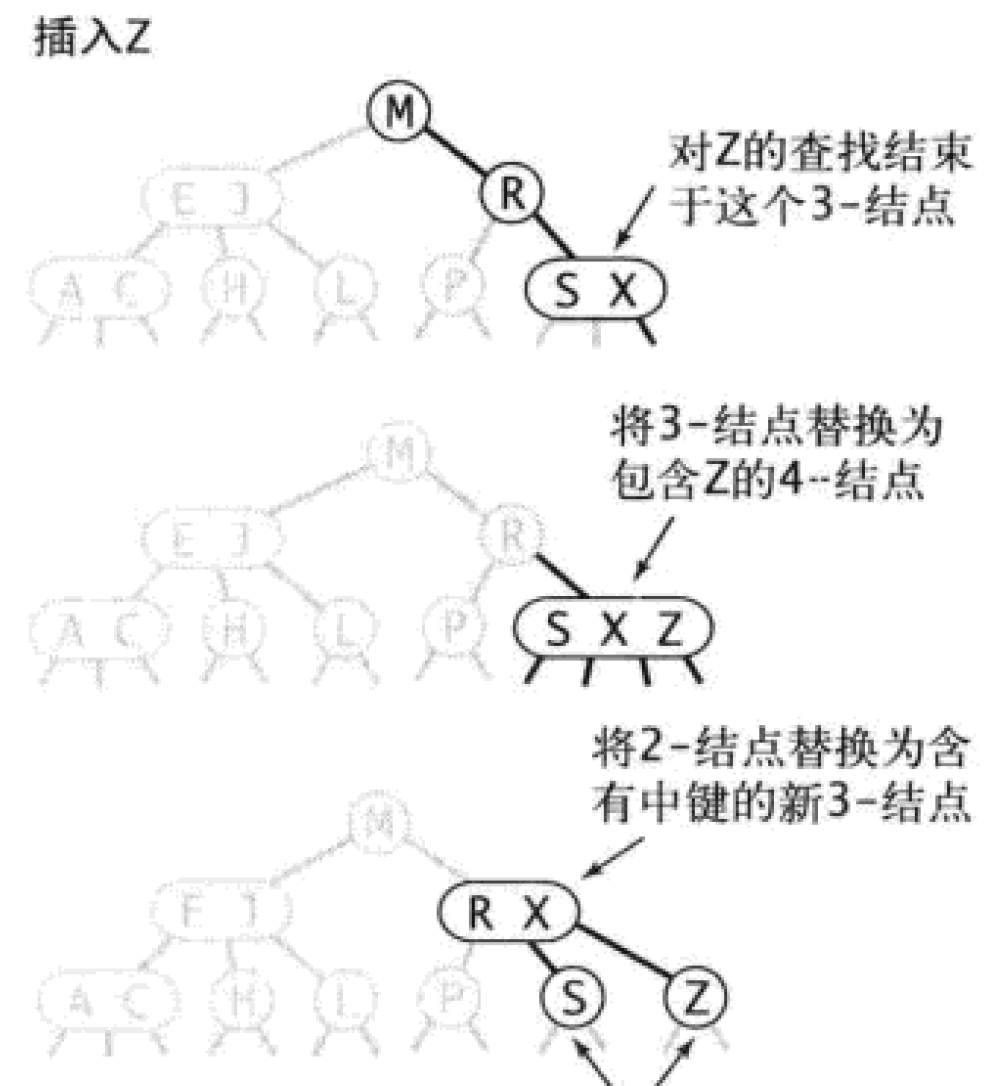 插入Z
M
对Z的查找结束
于这个3-结点
R
E J
A C H L P S X
将3-结点替换为
包含Z的4--结点
M
E J R
A C H L P S X Z
将2-结点替换为含
有中键的新3-结点
M
E J R X
A C H L P S Z